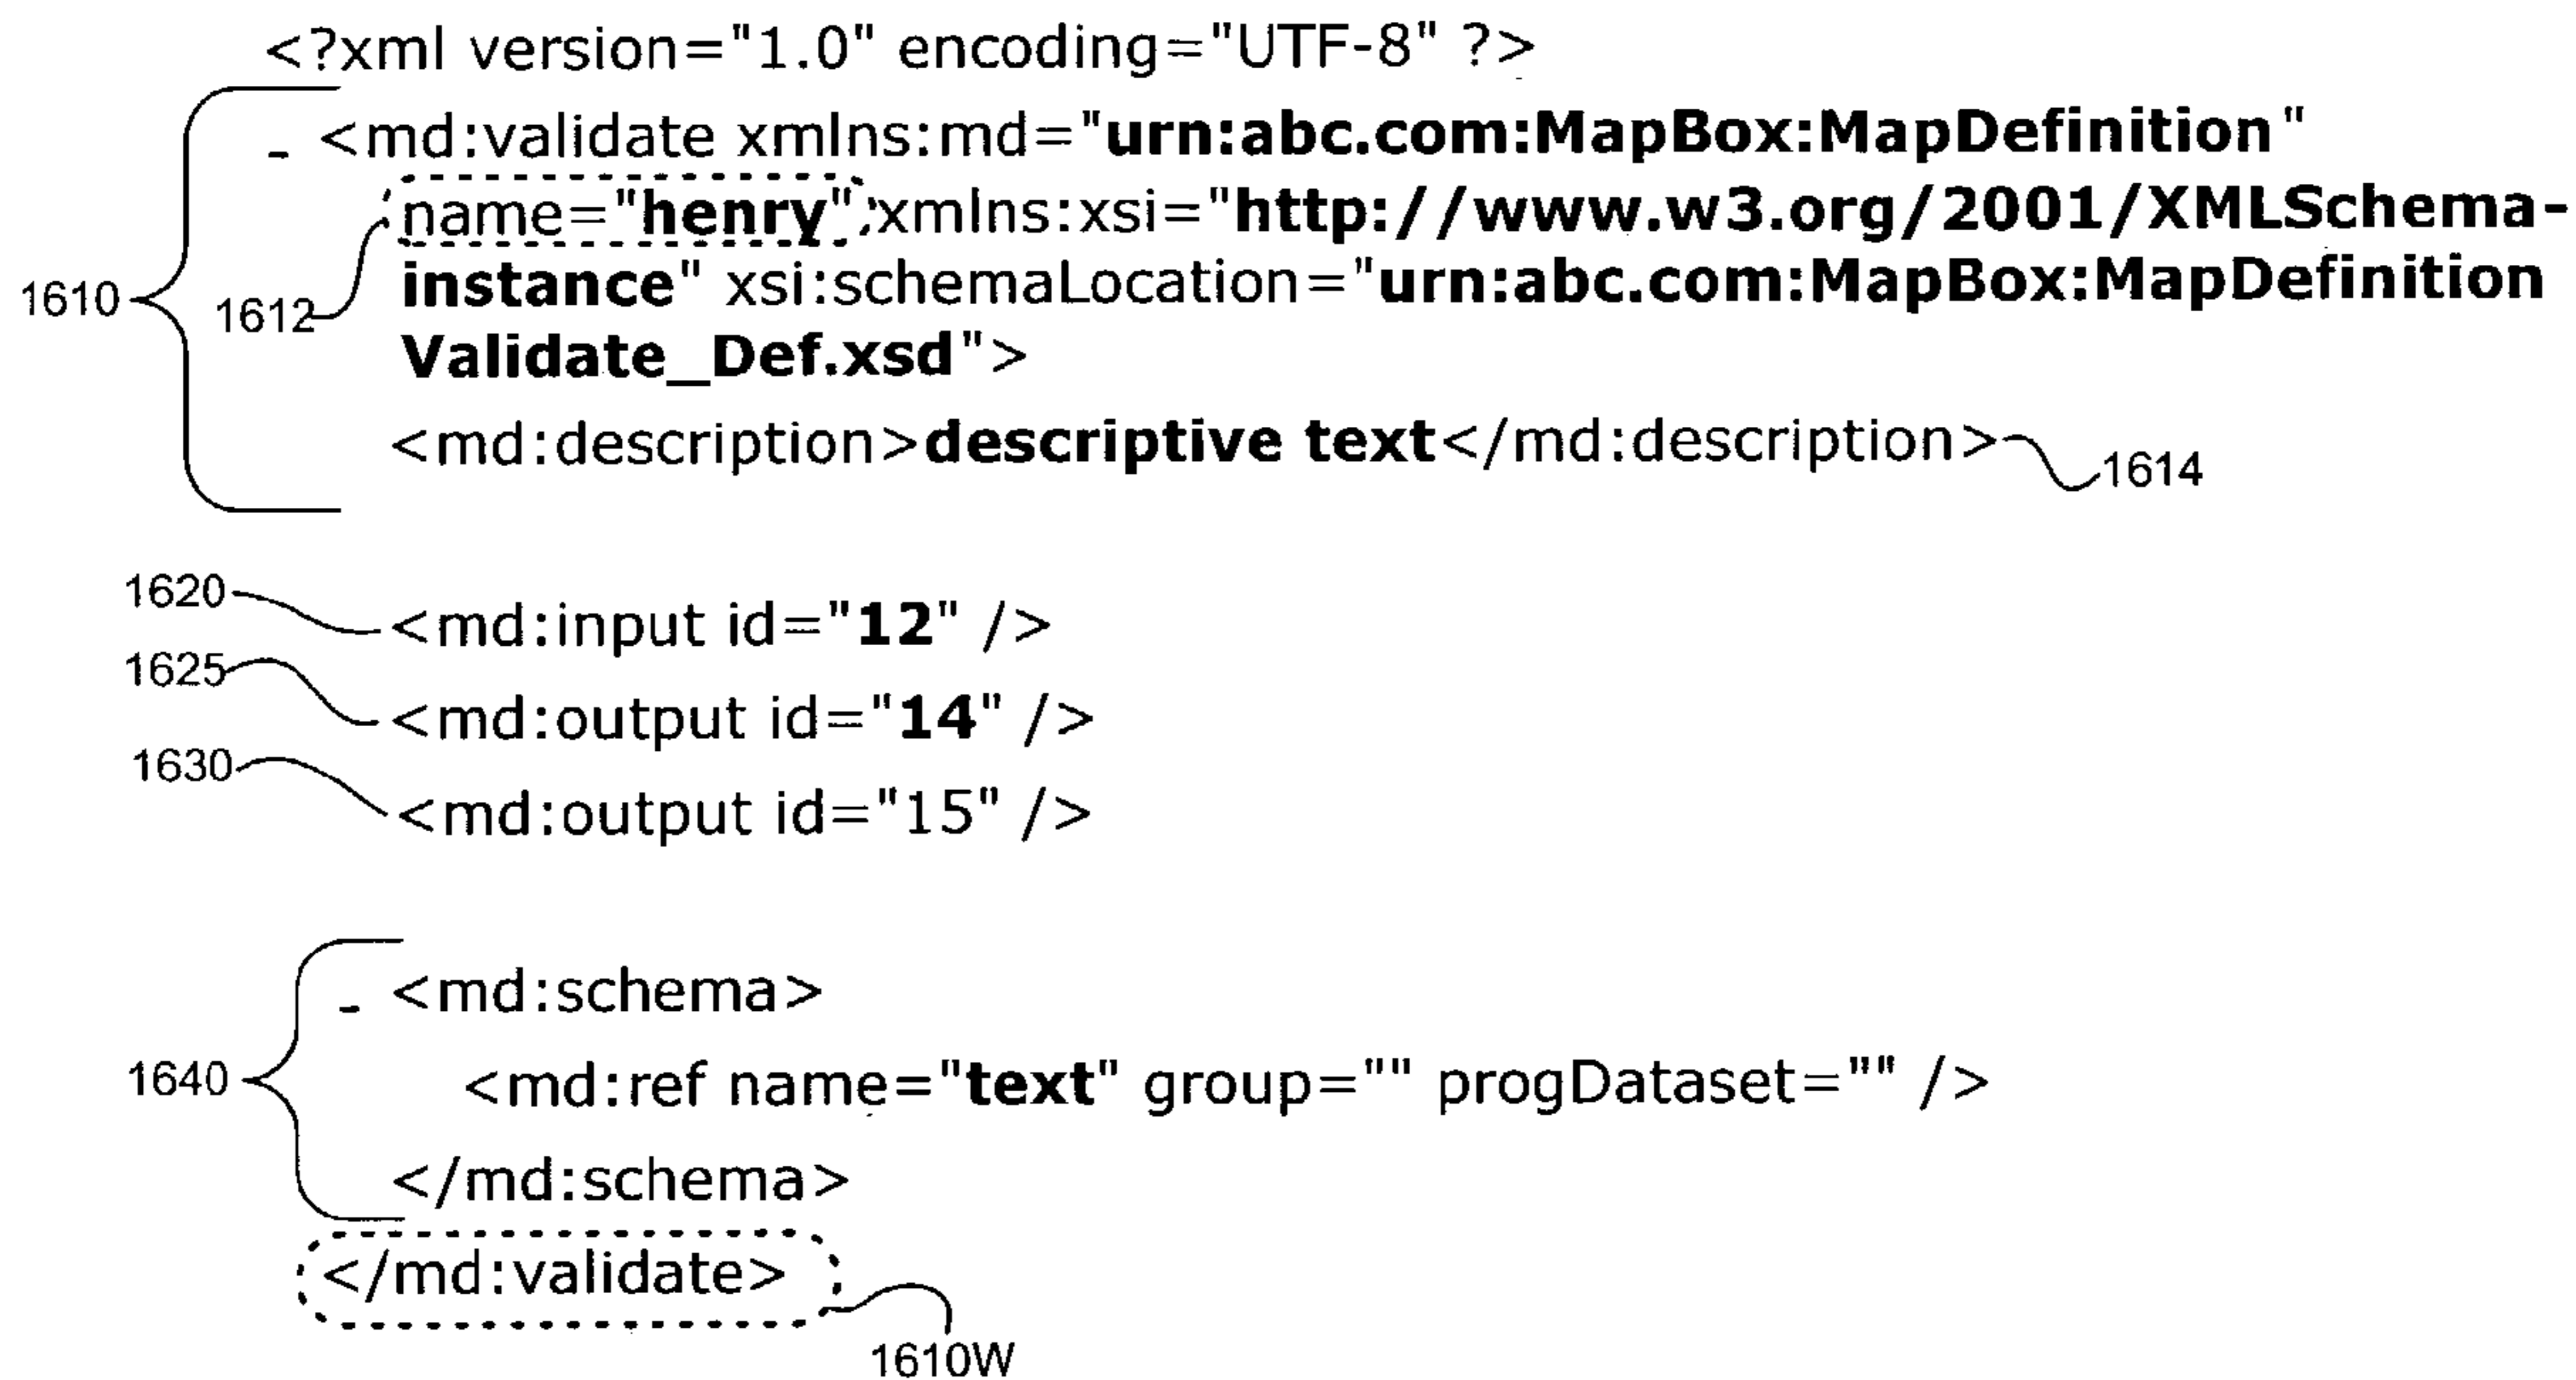 <?xml version="1.0" encoding="UTF-8" ?>
- <md:validate xmlns:md="urn:abc.com:MapBox:MapDefinition"
name="henry" xmlns:xsi="http://www.w3.org/2001/XMLSchema-
1610 1612 instance" xsi:schemaLocation="urn:abc.com:MapBox:MapDefinition
Validate_Def.xsd">
<md:description>descriptive text</md:description> 1614
1620 <md:input id="12" />
1625 <md:output id="14" />
1630 <md:output id="15" />
- <md:schema>
1640 <md:ref name="text" group="" progDataset="" />
</md:schema>
</md:validate>
1610W